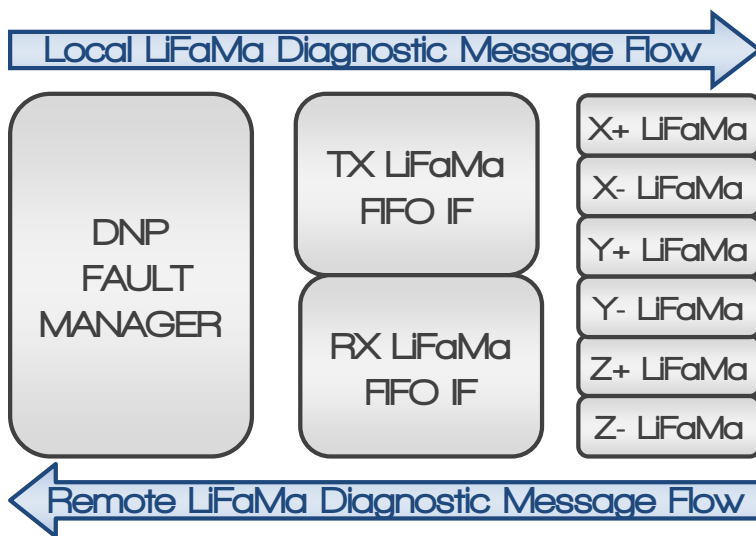 Local LiFaMa Diagnostic Message Flow
DNP
FAULT
MANAGER
TX LiFaMa
FIFO IF
RX LiFaMa
FIFO IF
X+ LiFaMa
X- LiFaMa
Y+ LiFaMa
Y- LiFaMa
Z+ LiFaMa
Z- LiFaMa
Remote LiFaMa Diagnostic Message Flow